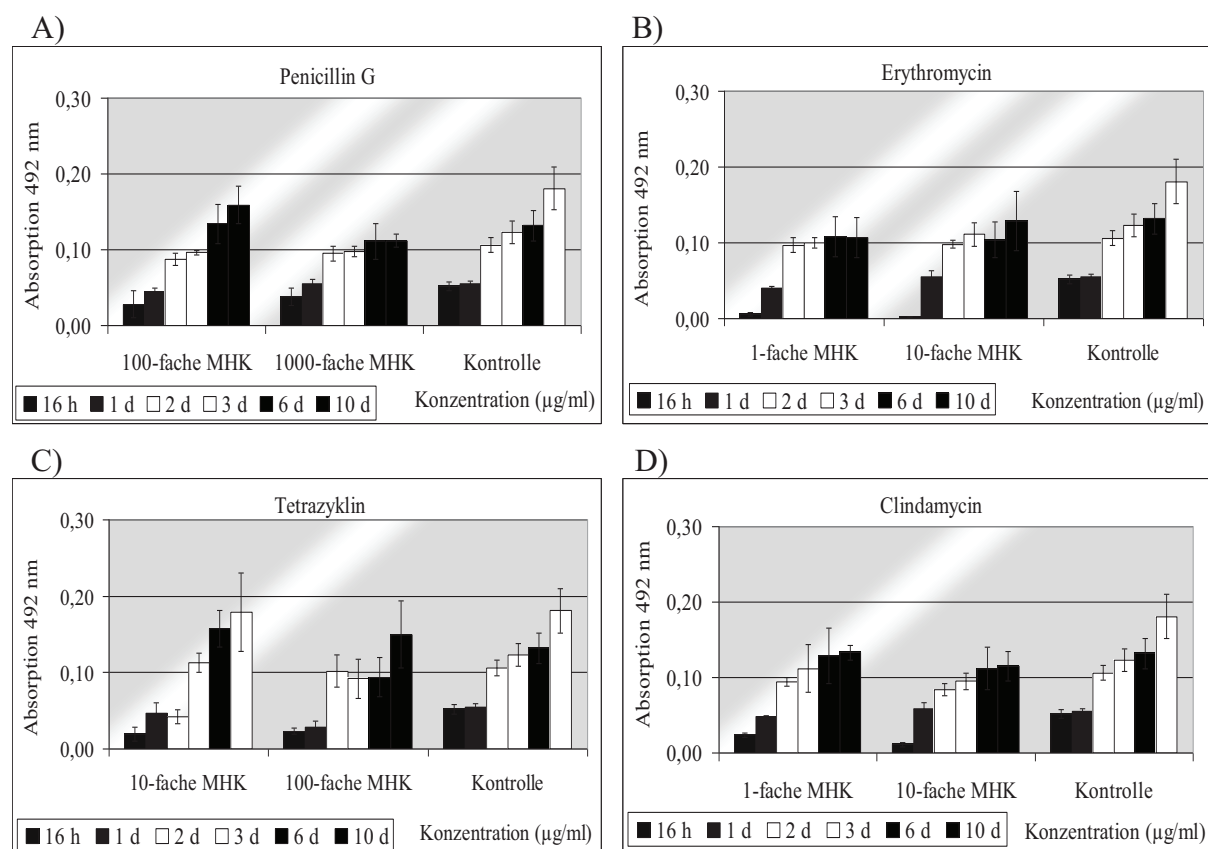 A)
Penicillin G
Absorption 492 nm
0,30
0,20
0,10
0,00
100-fache MHK 1000-fache MHK Kontrolle
16 h 1 d 2 d 3 d 6 d 10 d
Konzentration (µg/ml)
B)
Erythromycin
Absorption 492 nm
0,30
0,20
0,10
0,00
1-fache MHK 10-fache MHK Kontrolle
16 h 1 d 2 d 3 d 6 d 10 d
Konzentration (µg/ml)
C)
Tetrazyklin
Absorption 492 nm
0,30
0,20
0,10
0,00
10-fache MHK 100-fache MHK Kontrolle
16 h 1 d 2 d 3 d 6 d 10 d
Konzentration (µg/ml)
D)
Clindamycin
Absorption 492 nm
0,30
0,20
0,10
0,00
1-fache MHK 10-fache MHK Kontrolle
16 h 1 d 2 d 3 d 6 d 10 d
Konzentration (µg/ml)